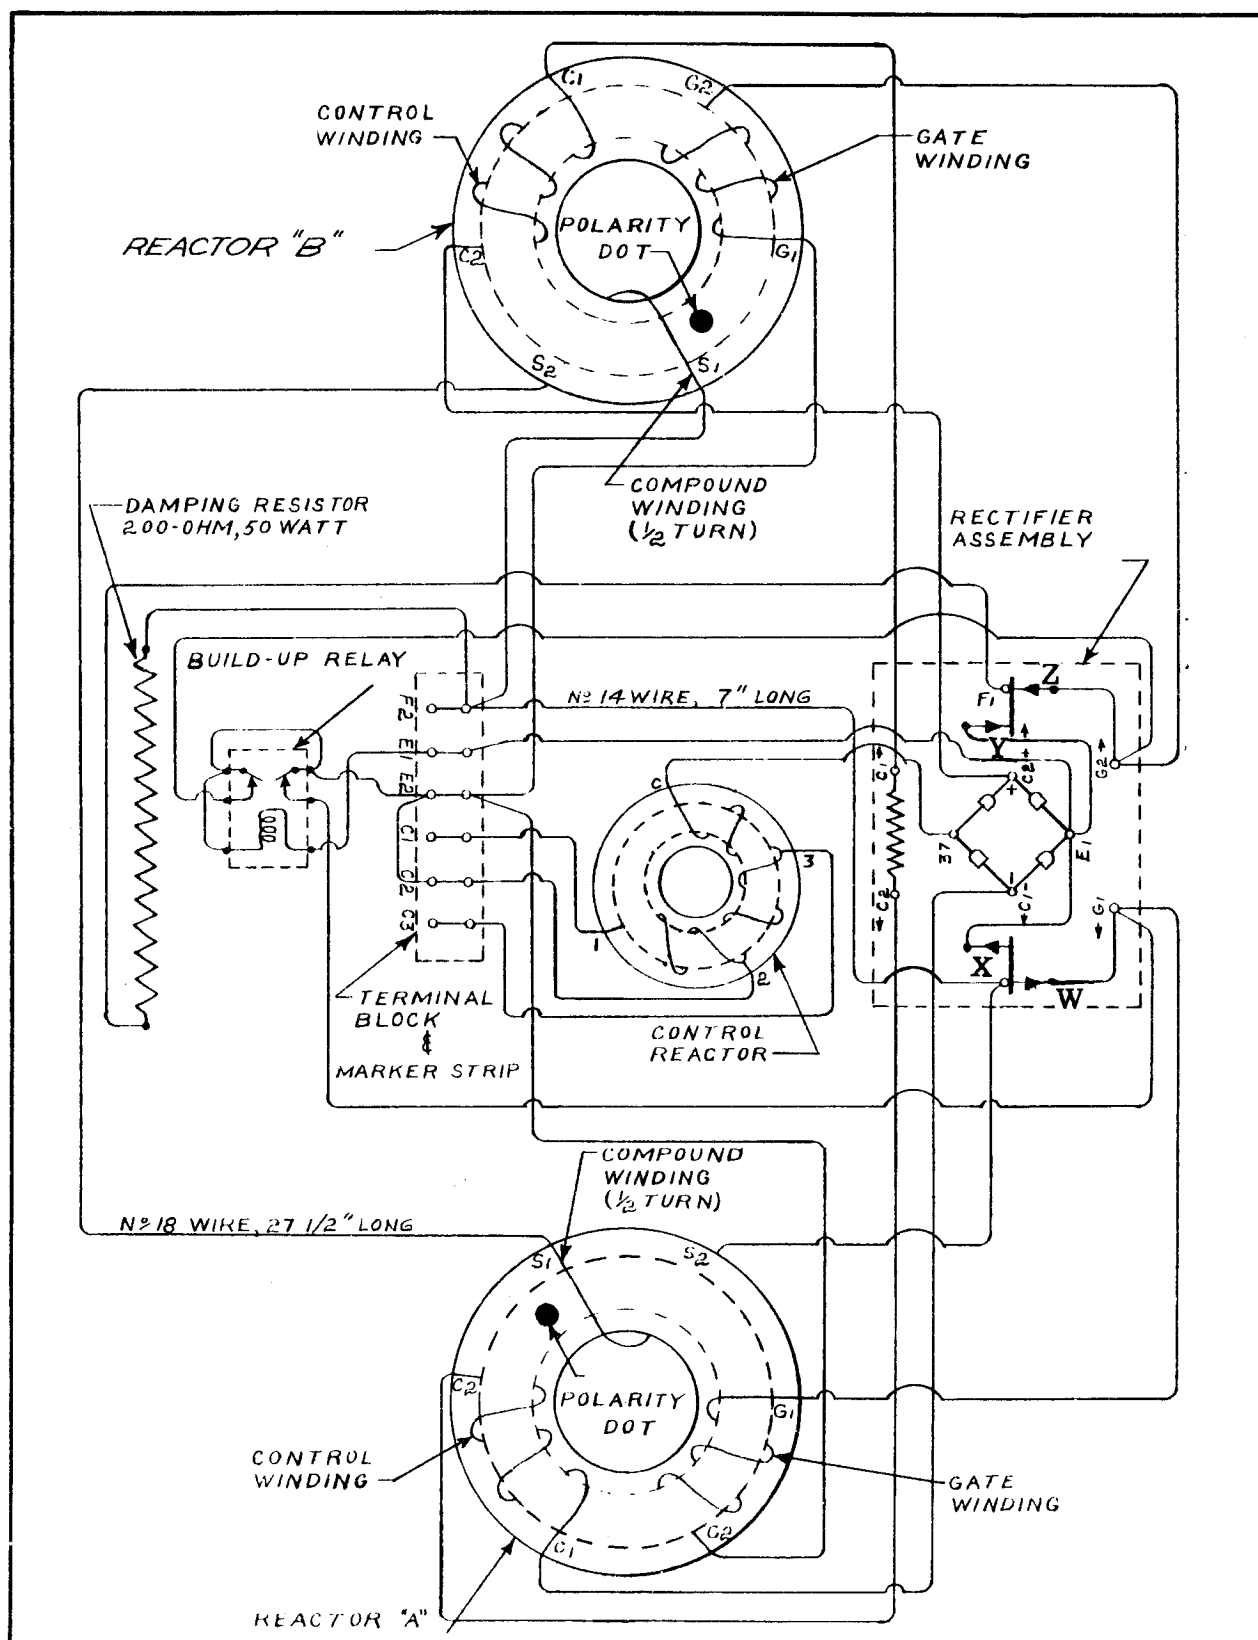 C1
G2
CONTROL
WINDING
GATE
WINDING
REACTOR "B"
POLARITY
DOT
C2
G1
S2
S1
DAMPING RESISTOR
200-OHM, 50 WATT
COMPOUND
WINDING
(1/2 TURN)
RECTIFIER
ASSEMBLY
BUILD-UP RELAY
F2
E1
E2
C1
C2
C3
No 14 WIRE, 7" LONG
F1
Z
Y
C2+
G2
C1
C2
C
3
1
2
37
E1
C1-
G1
X
W
TERMINAL
BLOCK
&
MARKER STRIP
CONTROL
REACTOR
COMPOUND
WINDING
(1/2 TURN)
No 18 WIRE, 27 1/2" LONG
S1
S2
C2
G1
POLARITY
DOT
CONTROL
WINDING
GATE
WINDING
C1
G2
REACTOR "A"